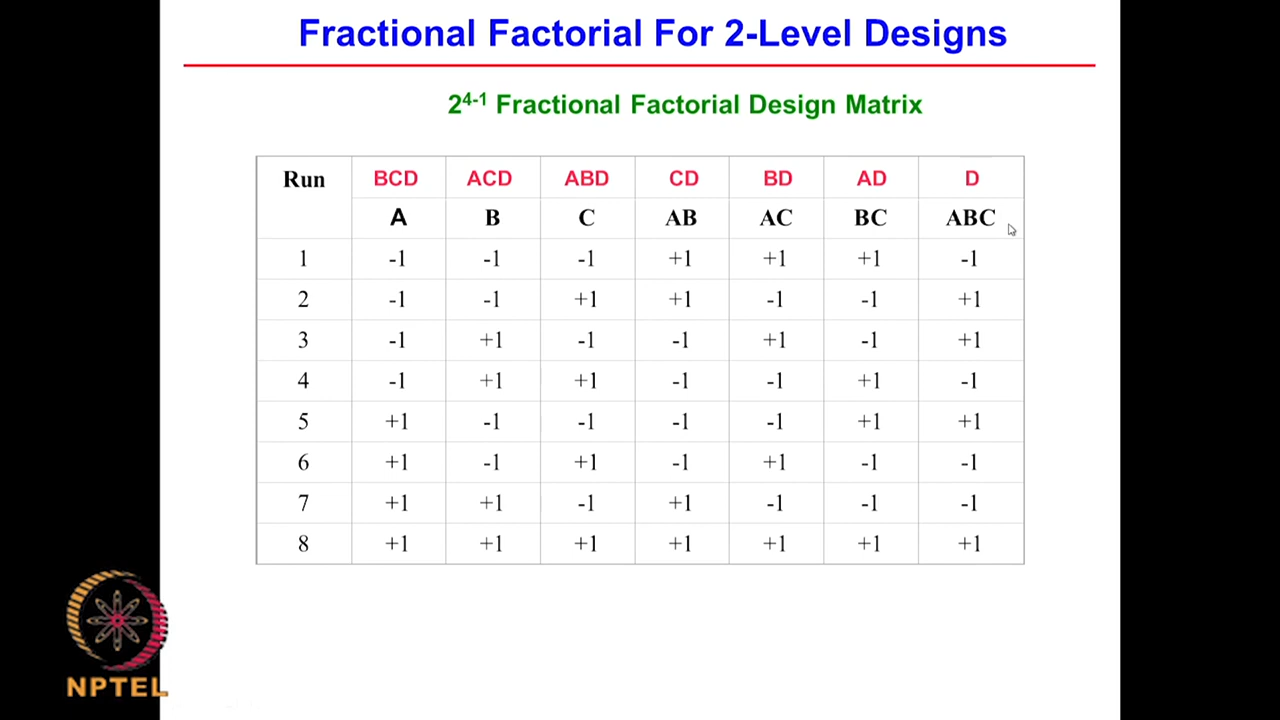 Fractional Factorial For 2-Level Designs
2⁴⁻¹ Fractional Factorial Design Matrix
Run BCD ACD ABD CD BD AD D
A B C AB AC BC ABC
1 -1 -1 -1 +1 +1 +1 -1
2 -1 -1 +1 +1 -1 -1 +1
3 -1 +1 -1 -1 +1 -1 +1
4 -1 +1 +1 -1 -1 +1 -1
5 +1 -1 -1 -1 -1 +1 +1
6 +1 -1 +1 -1 +1 -1 -1
7 +1 +1 -1 +1 -1 -1 -1
8 +1 +1 +1 +1 +1 +1 +1
NPTEL